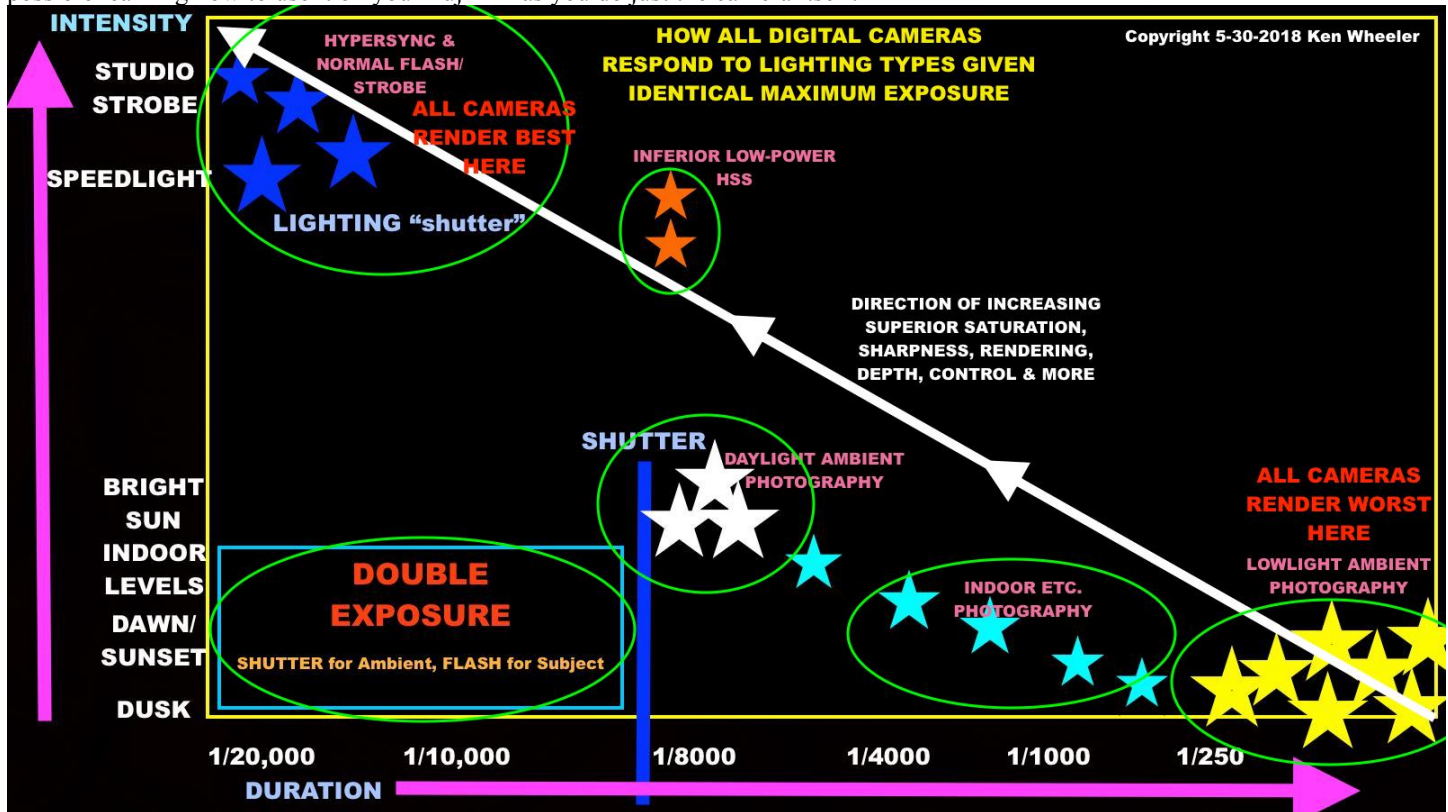 INTENSITY
STUDIO
STROBE
SPEEDLIGHT
HYPERSYNC &
NORMAL FLASH/
STROBE
ALL CAMERAS
RENDER BEST
HERE
LIGHTING “shutter”
HOW ALL DIGITAL CAMERAS
RESPOND TO LIGHTING TYPES GIVEN
IDENTICAL MAXIMUM EXPOSURE
Copyright 5-30-2018 Ken Wheeler
INFERIOR LOW-POWER
HSS
DIRECTION OF INCREASING
SUPERIOR SATURATION,
SHARPNESS, RENDERING,
DEPTH, CONTROL & MORE
SHUTTER
DAYLIGHT AMBIENT
PHOTOGRAPHY
ALL CAMERAS
RENDER WORST
HERE
LOWLIGHT AMBIENT
PHOTOGRAPHY
INDOOR ETC.
PHOTOGRAPHY
BRIGHT
SUN
INDOOR
LEVELS
DAWN/
SUNSET
DUSK
DOUBLE
EXPOSURE
SHUTTER for Ambient, FLASH for Subject
1/20,000 1/10,000 1/8000 1/4000 1/1000 1/250
DURATION